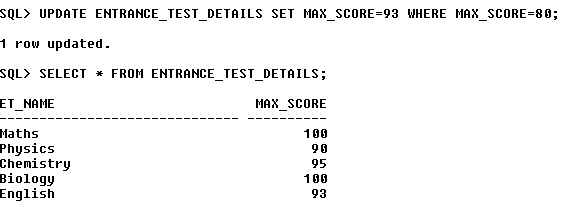 SQL> UPDATE ENTRANCE_TEST_DETAILS SET MAX_SCORE=93 WHERE MAX_SCORE=80;
1 row updated.
SQL> SELECT * FROM ENTRANCE_TEST_DETAILS;
ET_NAME MAX_SCORE
------------------------------ ----------
Maths 100
Physics 90
Chemistry 95
Biology 100
English 93